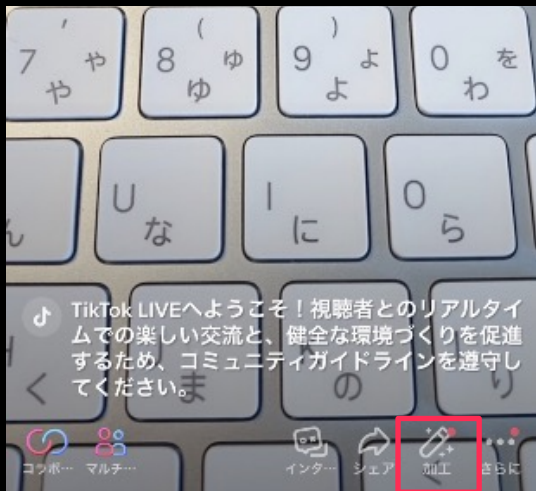 ' ( )
7 や や 8 ゆ ゆ 9 よ よ 0 を わ
U な I に O ら
TikTok LIVEへようこそ！視聴者とのリアルタイ
ムでの楽しい交流と、健全な環境づくりを促進
するため、コミュニティガイドラインを遵守し
てください。
く ま の り
コラボ… マルチ… インタ… シェア 加工 さらに